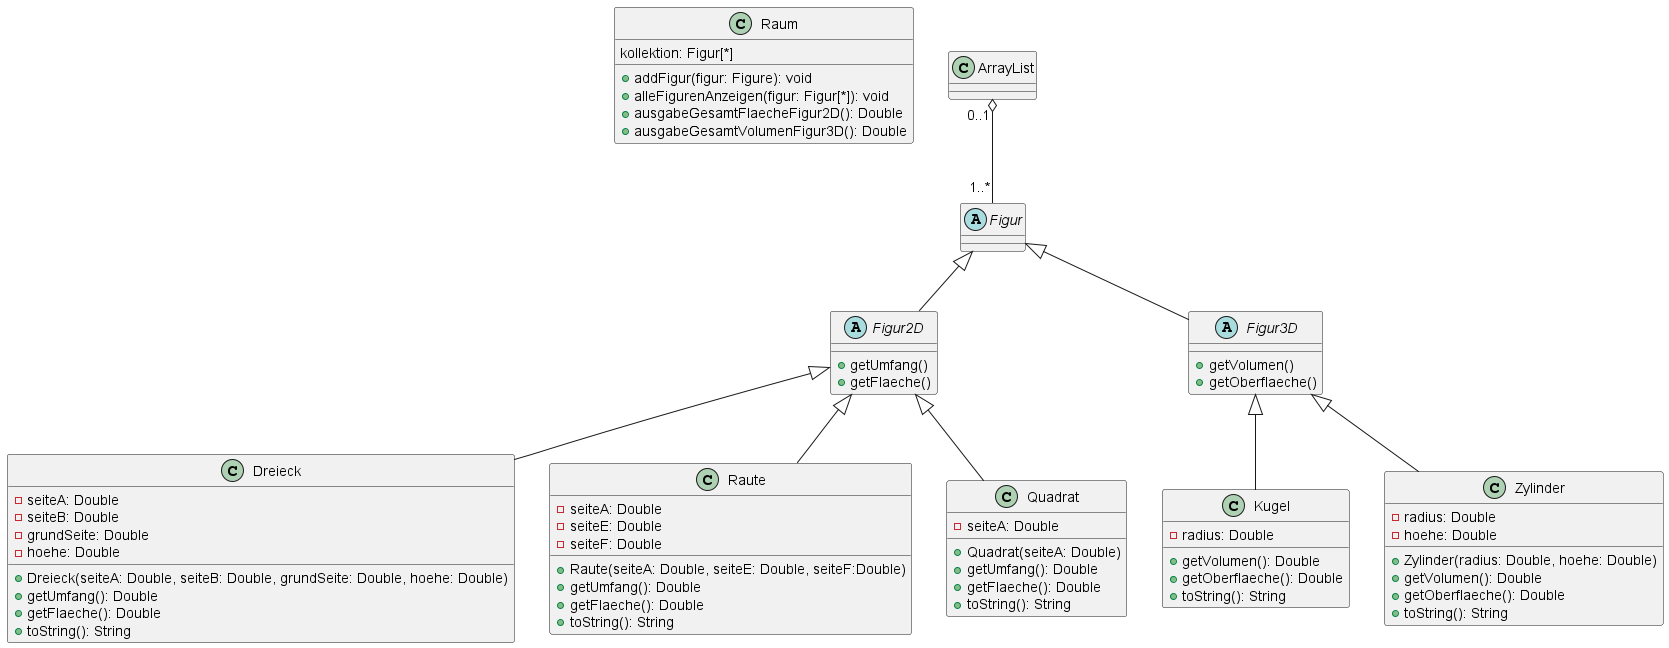 C Raum
kollektion: Figur[*]
addFigur(figur: Figure): void
alleFigurenAnzeigen(figur: Figur[*]): void
ausgabeGesamtFlaecheFigur2D(): Double
ausgabeGesamtVolumenFigur3D(): Double
C ArrayList
0..1
1..*
A Figur
A Figur2D
getUmfang()
getFlaeche()
A Figur3D
getVolumen()
getOberflaeche()
C Dreieck
seiteA: Double
seiteB: Double
grundSeite: Double
hoehe: Double
Dreieck(seiteA: Double, seiteB: Double, grundSeite: Double, hoehe: Double)
getUmfang(): Double
getFlaeche(): Double
toString(): String
C Raute
seiteA: Double
seiteE: Double
seiteF: Double
Raute(seiteA: Double, seiteE: Double, seiteF:Double)
getUmfang(): Double
getFlaeche(): Double
toString(): String
C Quadrat
seiteA: Double
Quadrat(seiteA: Double)
getUmfang(): Double
getFlaeche(): Double
toString(): String
C Kugel
radius: Double
getVolumen(): Double
getOberflaeche(): Double
toString(): String
C Zylinder
radius: Double
hoehe: Double
Zylinder(radius: Double, hoehe: Double)
getVolumen(): Double
getOberflaeche(): Double
toString(): String